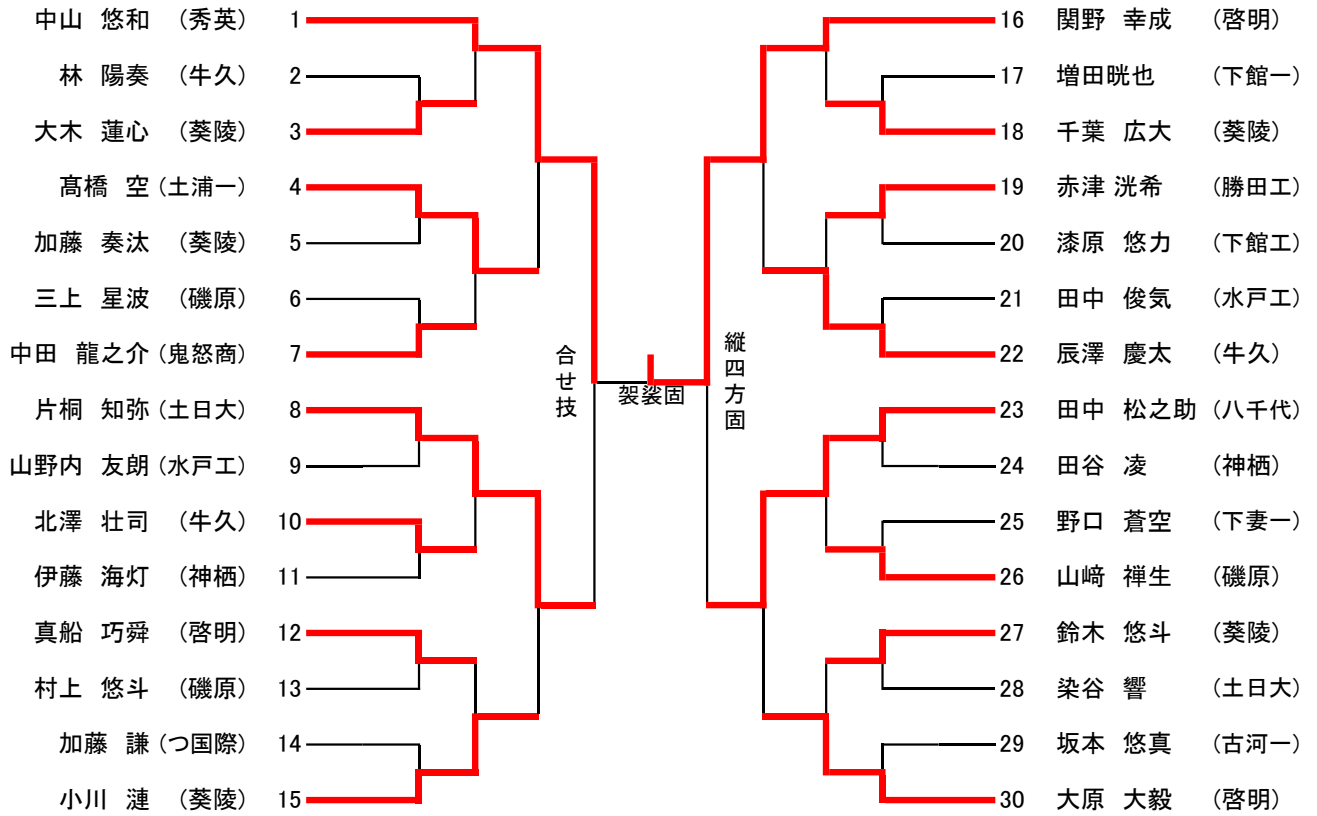 中山 悠和 (秀英) 1
林 陽奏 (牛久) 2
大木 蓮心 (葵陵) 3
髙橋 空 (土浦一) 4
加藤 奏汰 (葵陵) 5
三上 星波 (磯原) 6
中田 龍之介 (鬼怒商) 7
片桐 知弥 (土日大) 8
山野内 友朗 (水戸工) 9
北澤 壮司 (牛久) 10
伊藤 海灯 (神栖) 11
真船 巧舜 (啓明) 12
村上 悠斗 (磯原) 13
加藤 謙 (つ国際) 14
小川 漣 (葵陵) 15
合せ技
袈裟固
縦四方固
16 関野 幸成 (啓明)
17 増田晄也 (下館一)
18 千葉 広大 (葵陵)
19 赤津 洸希 (勝田工)
20 漆原 悠力 (下館工)
21 田中 俊気 (水戸工)
22 辰澤 慶太 (牛久)
23 田中 松之助 (八千代)
24 田谷 凌 (神栖)
25 野口 蒼空 (下妻一)
26 山﨑 禅生 (磯原)
27 鈴木 悠斗 (葵陵)
28 染谷 響 (土日大)
29 坂本 悠真 (古河一)
30 大原 大毅 (啓明)